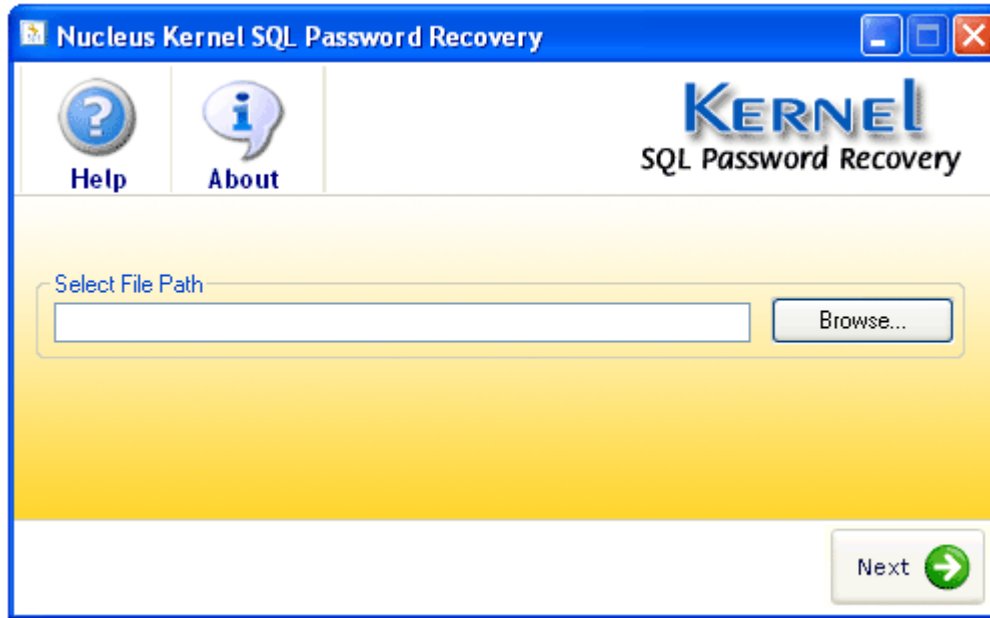 Nucleus Kernel SQL Password Recovery
Help
About
KERNEl
SQL Password Recovery
Select File Path
Browse...
Next